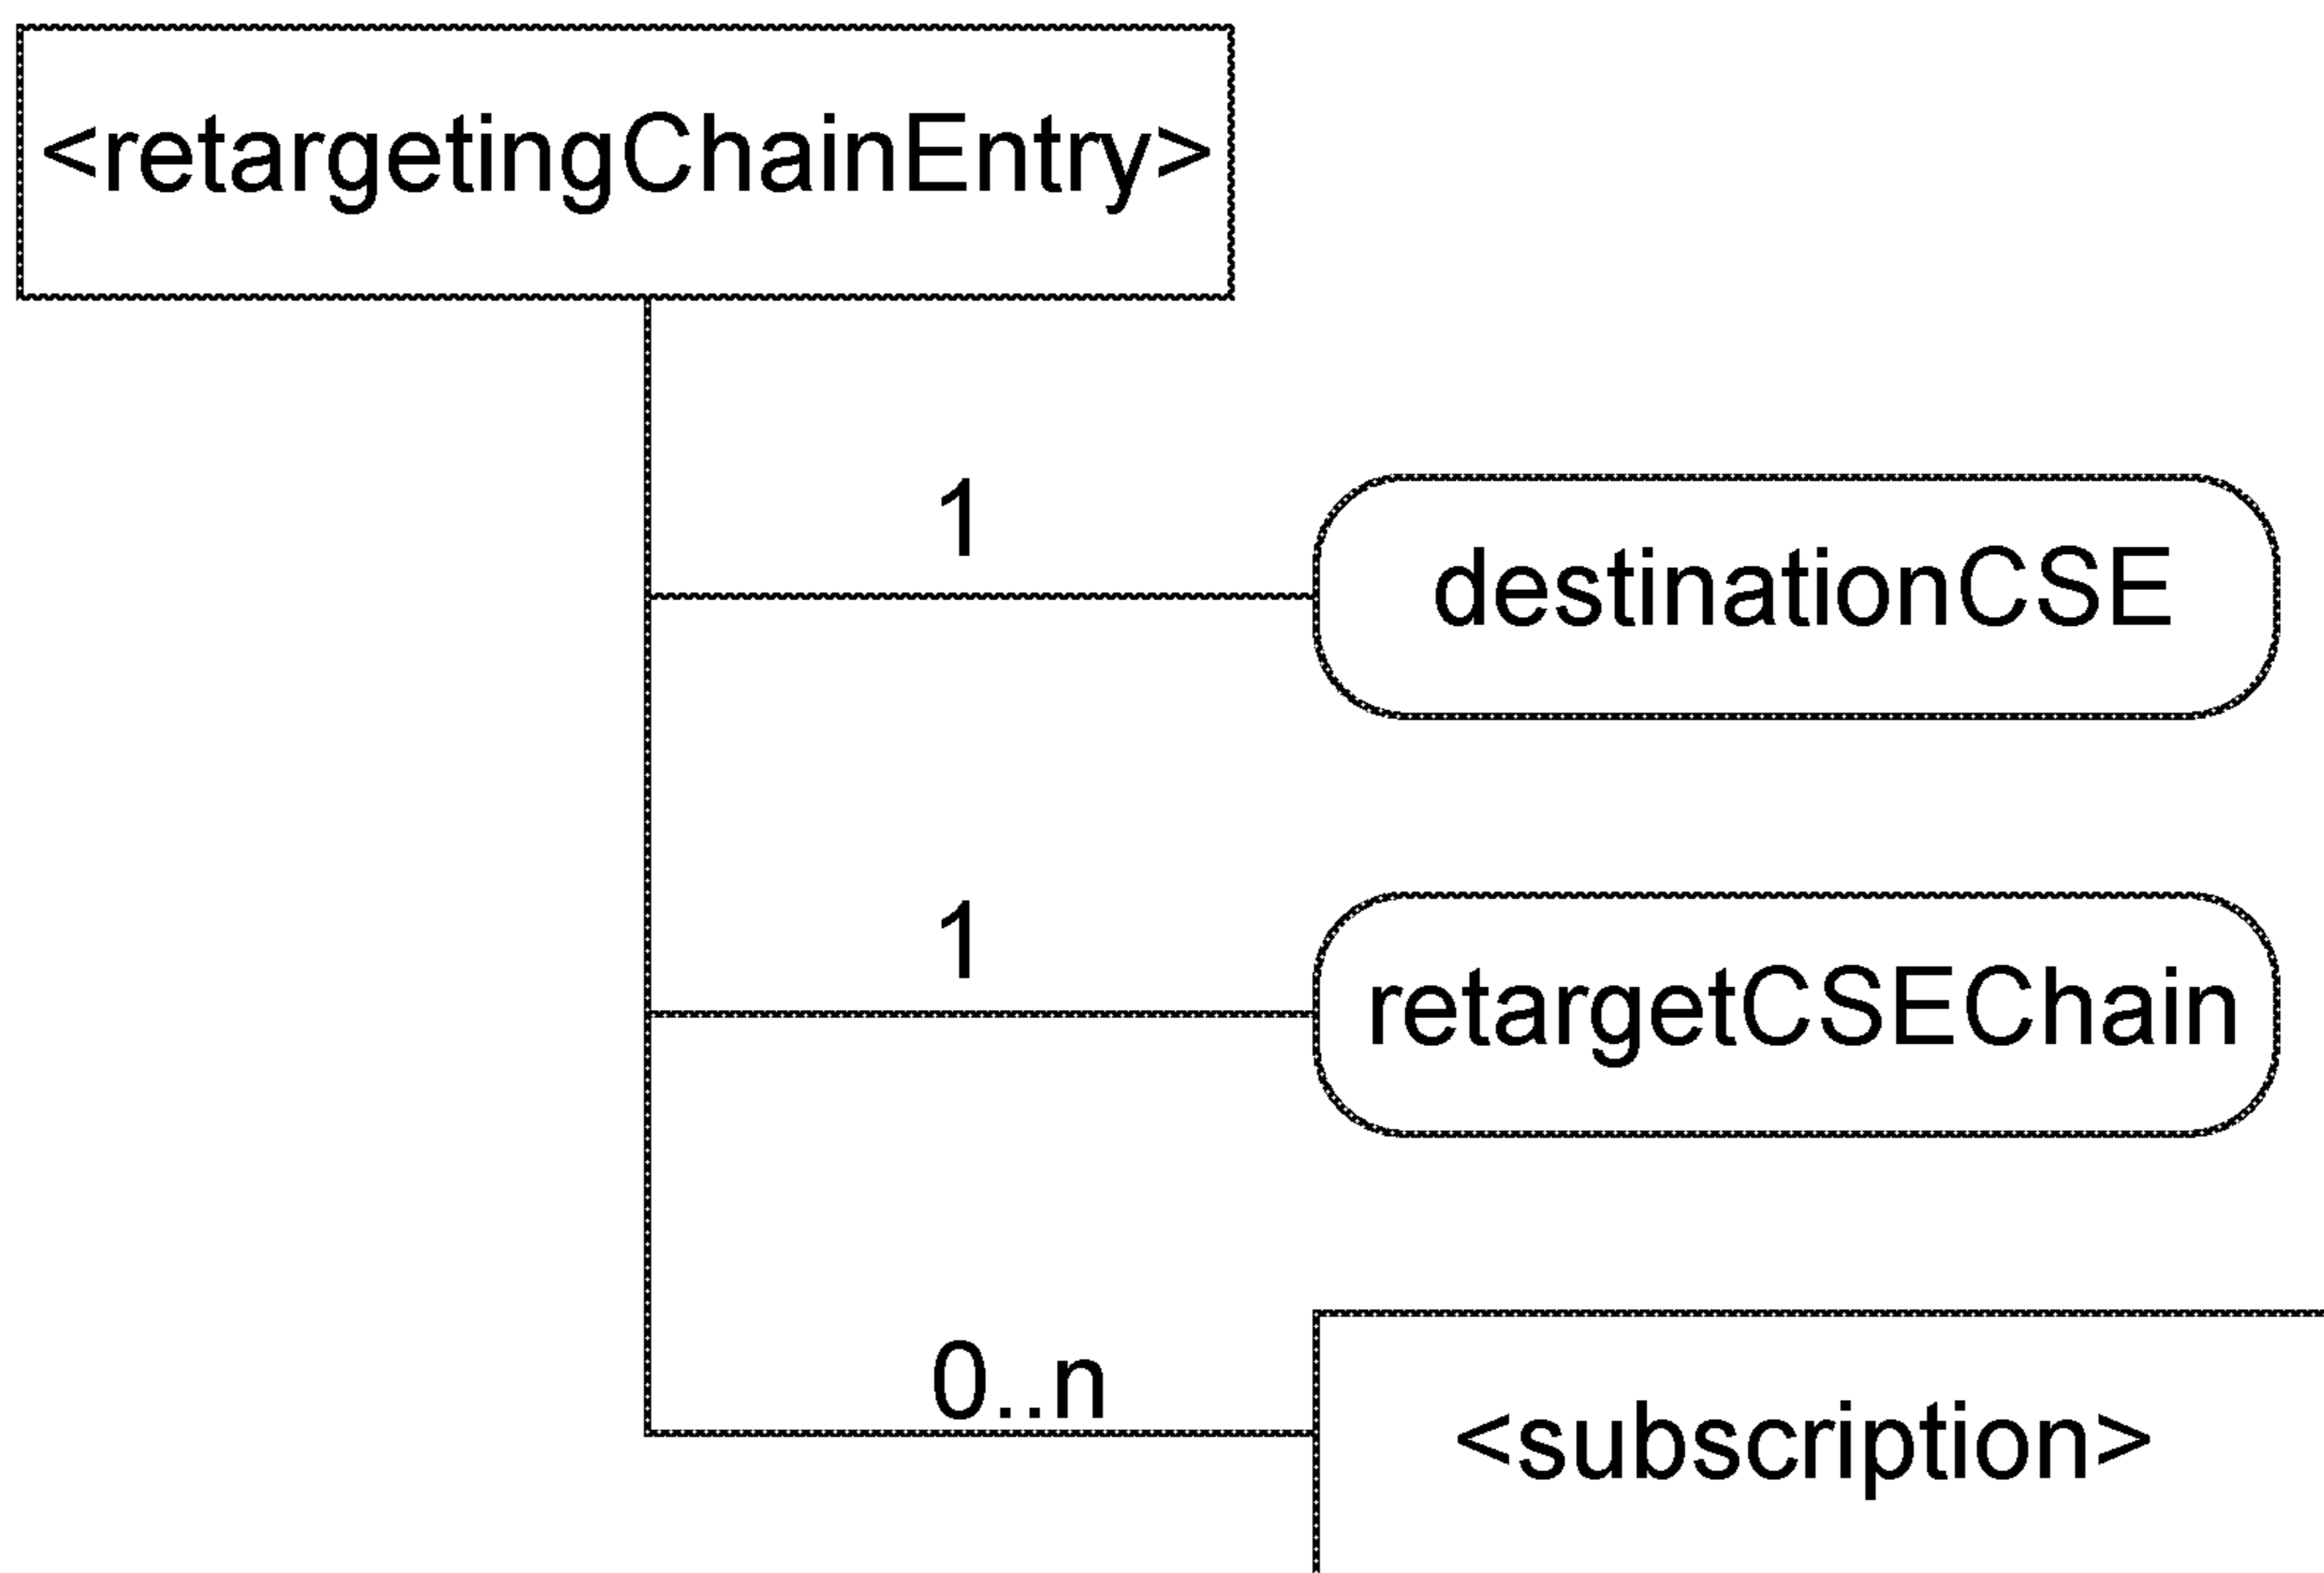 <retargetingChainEntry>
1
destinationCSE
1
retargetCSEChain
0..n
<subscription>